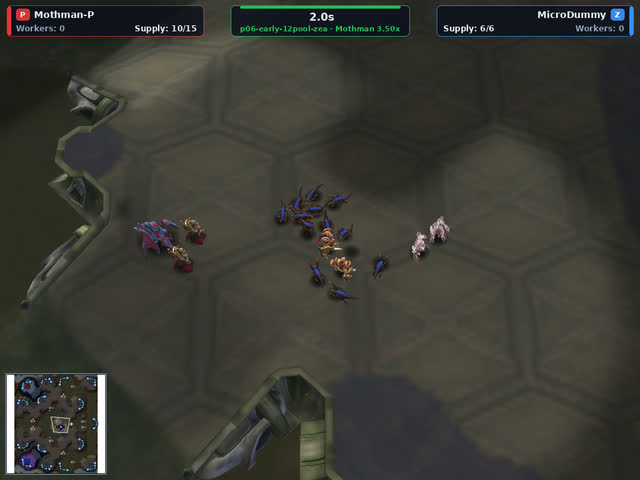 P Mothman-P
Workers: 0 Supply: 10/15
2.0s
p06-early-12pool-zea · Mothman 3.50x
MicroDummy Z
Supply: 6/6 Workers: 0